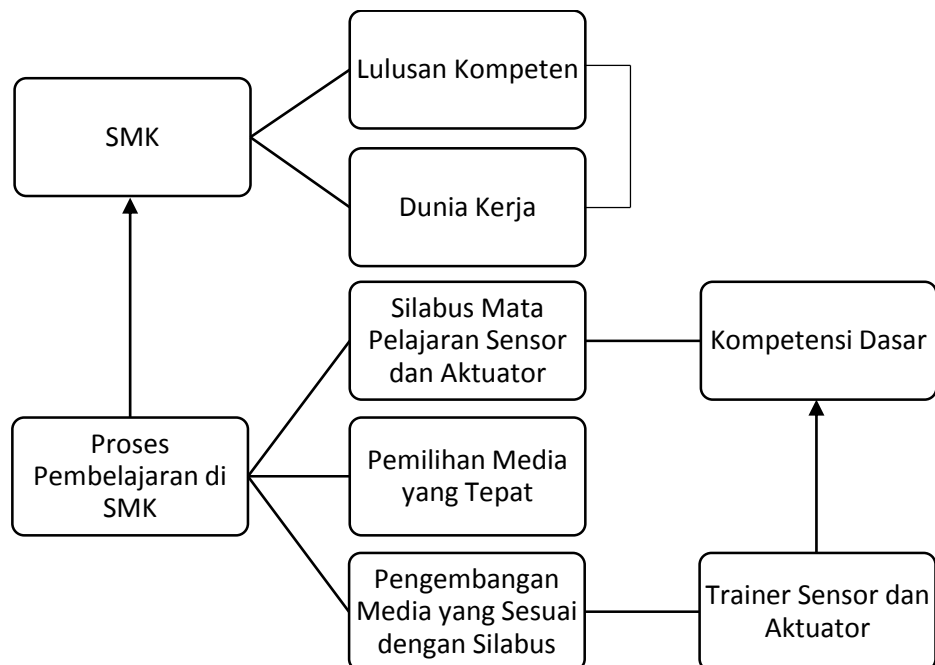 Lulusan Kompeten
SMK
Dunia Kerja
Silabus Mata
Pelajaran Sensor
dan Aktuator
Kompetensi Dasar
Proses
Pembelajaran di
SMK
Pemilihan Media
yang Tepat
Pengembangan
Media yang Sesuai
dengan Silabus
Trainer Sensor dan
Aktuator